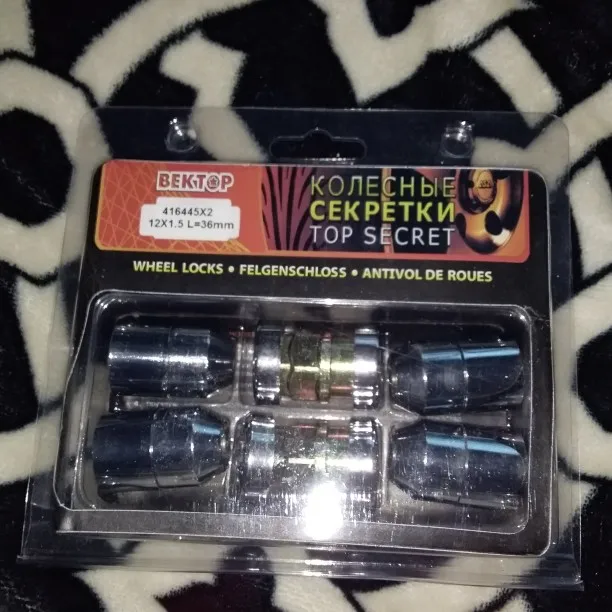 ВЕКТОР
416445X2
12X1.5 L=36mm
КОЛЕСНЫЕ
СЕКРЕТКИ
TOP SECRET
WHEEL LOCKS • FELGENSCHLOSS • ANTIVOL DE ROUES